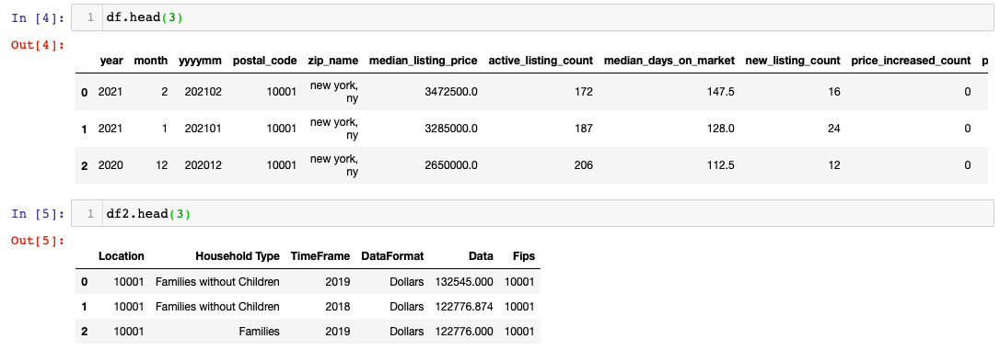 In [4]: 1 df.head(3)
Out[4]:
year month yyyymm postal_code zip_name median_listing_price active_listing_count median_days_on_market new_listing_count price_increased_count p
0 2021 2 202102 10001 new york, ny 3472500.0 172 147.5 16 0
1 2021 1 202101 10001 new york, ny 3285000.0 187 128.0 24 0
2 2020 12 202012 10001 new york, ny 2650000.0 206 112.5 12 0
In [5]: 1 df2.head(3)
Out[5]:
Location Household Type TimeFrame DataFormat Data Fips
0 10001 Families without Children 2019 Dollars 132545.000 10001
1 10001 Families without Children 2018 Dollars 122776.874 10001
2 10001 Families 2019 Dollars 122776.000 10001